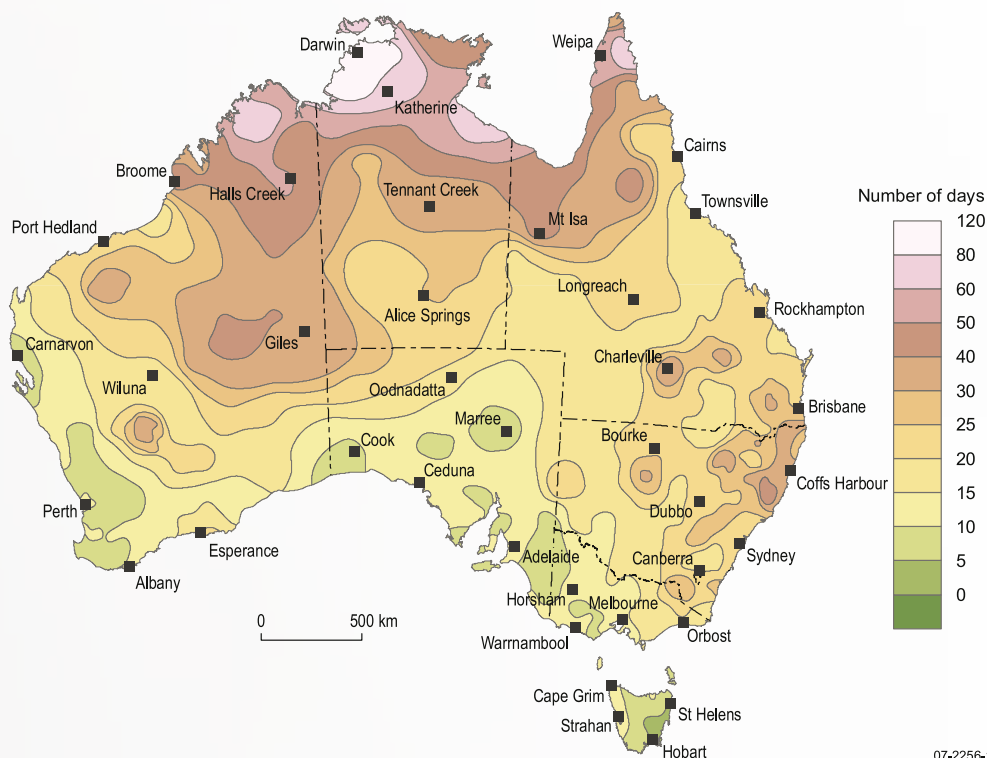 Darwin
Weipa
Katherine
Cairns
Broome
Halls Creek
Tennant Creek
Mt Isa
Townsville
Number of days
120
80
60
50
40
30
25
20
15
10
5
0
Port Hedland
Longreach
Alice Springs
Rockhampton
Giles
Carnarvon
Charleville
Wiluna
Oodnadatta
Brisbane
Marree
Bourke
Cook
Ceduna
Coffs Harbour
Perth
Dubbo
Esperance
Adelaide
Canberra
Sydney
Albany
Horsham
Melbourne
0
500 km
Warrnambool
Orbost
Cape Grim
St Helens
Strahan
Hobart
07-2256-